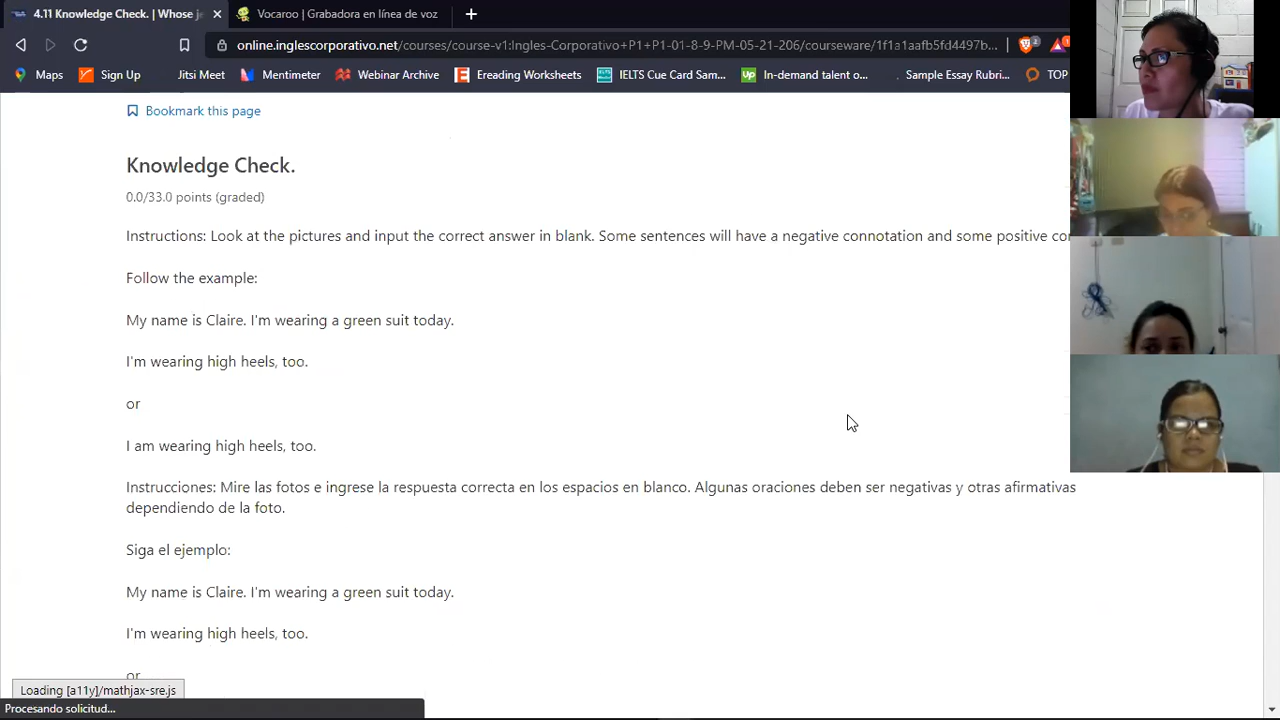 4.11 Knowledge Check. | Whose j
Vocaroo | Grabadora en línea de voz
online.inglescorporativo.net/courses/course-v1:Ingles-Corporativo+P1+P1-01-8-9-PM-05-21-206/courseware/1f1a1aafb5fd4497b...
2
Maps
Sign Up
Jitsi Meet
Mentimeter
Webinar Archive
Ereading Worksheets
IELTS Cue Card Sam...
In-demand talent o...
Sample Essay Rubri...
TOP
Bookmark this page
Knowledge Check.
0.0/33.0 points (graded)
Instructions: Look at the pictures and input the correct answer in blank. Some sentences will have a negative connotation and some positive co
Follow the example:
My name is Claire. I'm wearing a green suit today.
I'm wearing high heels, too.
or
I am wearing high heels, too.
Instrucciones: Mire las fotos e ingrese la respuesta correcta en los espacios en blanco. Algunas oraciones deben ser negativas y otras afirmativas
dependiendo de la foto.
Siga el ejemplo:
My name is Claire. I'm wearing a green suit today.
I'm wearing high heels, too.
or
Loading [a11y]/mathjax-sre.js
Procesando solicitud...